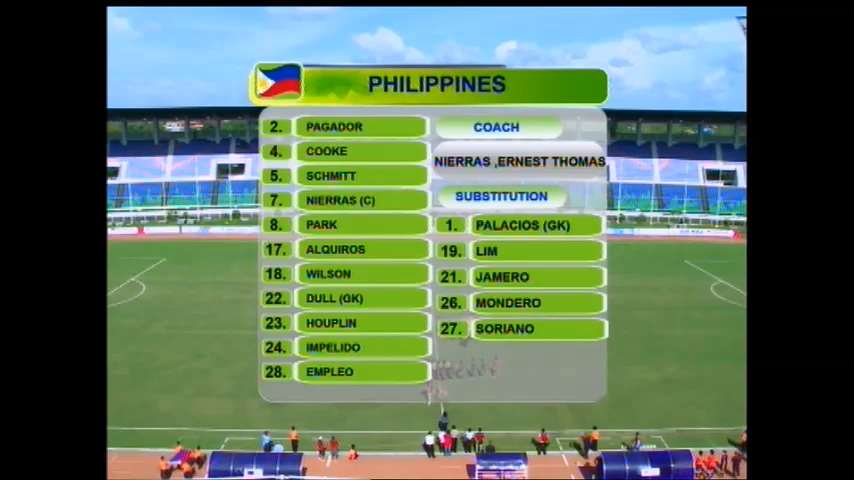 PHILIPPINES
2. PAGADOR
4. COOKE
5. SCHMITT
7. NIERRAS (C)
8. PARK
17. ALQUIROS
18. WILSON
22. DULL (GK)
23. HOUPLIN
24. IMPELIDO
28. EMPLEO
COACH
NIERRAS ,ERNEST THOMAS
SUBSTITUTION
1. PALACIOS (GK)
19. LIM
21. JAMERO
26. MONDERO
27. SORIANO